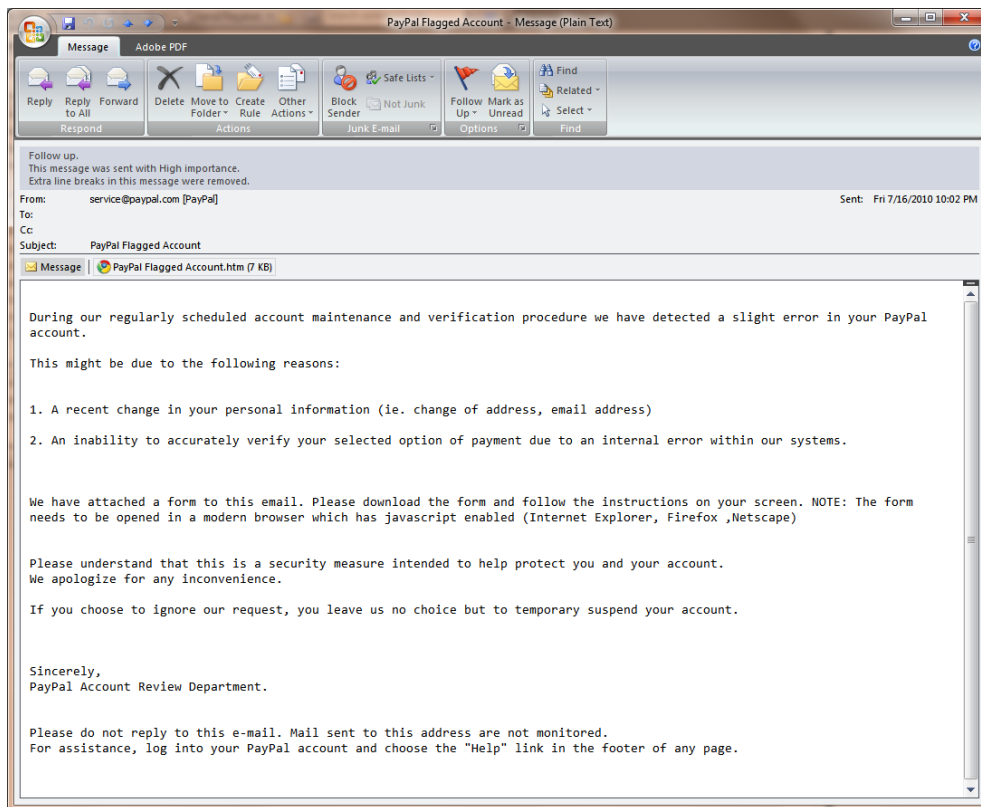 PayPal Flagged Account - Message (Plain Text)
Message Adobe PDF
Reply Reply to All Forward Delete Move to Folder Create Rule Other Actions Block Sender Safe Lists Not Junk Follow Up Mark as Unread Find Related Select
Respond Actions Junk E-mail Options Find
Follow up.
This message was sent with High importance.
Extra line breaks in this message were removed.
From: service@paypal.com [PayPal] Sent: Fri 7/16/2010 10:02 PM
To:
Cc:
Subject: PayPal Flagged Account
Message PayPal Flagged Account.htm (7 KB)
During our regularly scheduled account maintenance and verification procedure we have detected a slight error in your PayPal
account.
This might be due to the following reasons:
1. A recent change in your personal information (ie. change of address, email address)
2. An inability to accurately verify your selected option of payment due to an internal error within our systems.
We have attached a form to this email. Please download the form and follow the instructions on your screen. NOTE: The form
needs to be opened in a modern browser which has javascript enabled (Internet Explorer, Firefox ,Netscape)
Please understand that this is a security measure intended to help protect you and your account.
We apologize for any inconvenience.
If you choose to ignore our request, you leave us no choice but to temporary suspend your account.
Sincerely,
PayPal Account Review Department.
Please do not reply to this e-mail. Mail sent to this address are not monitored.
For assistance, log into your PayPal account and choose the "Help" link in the footer of any page.